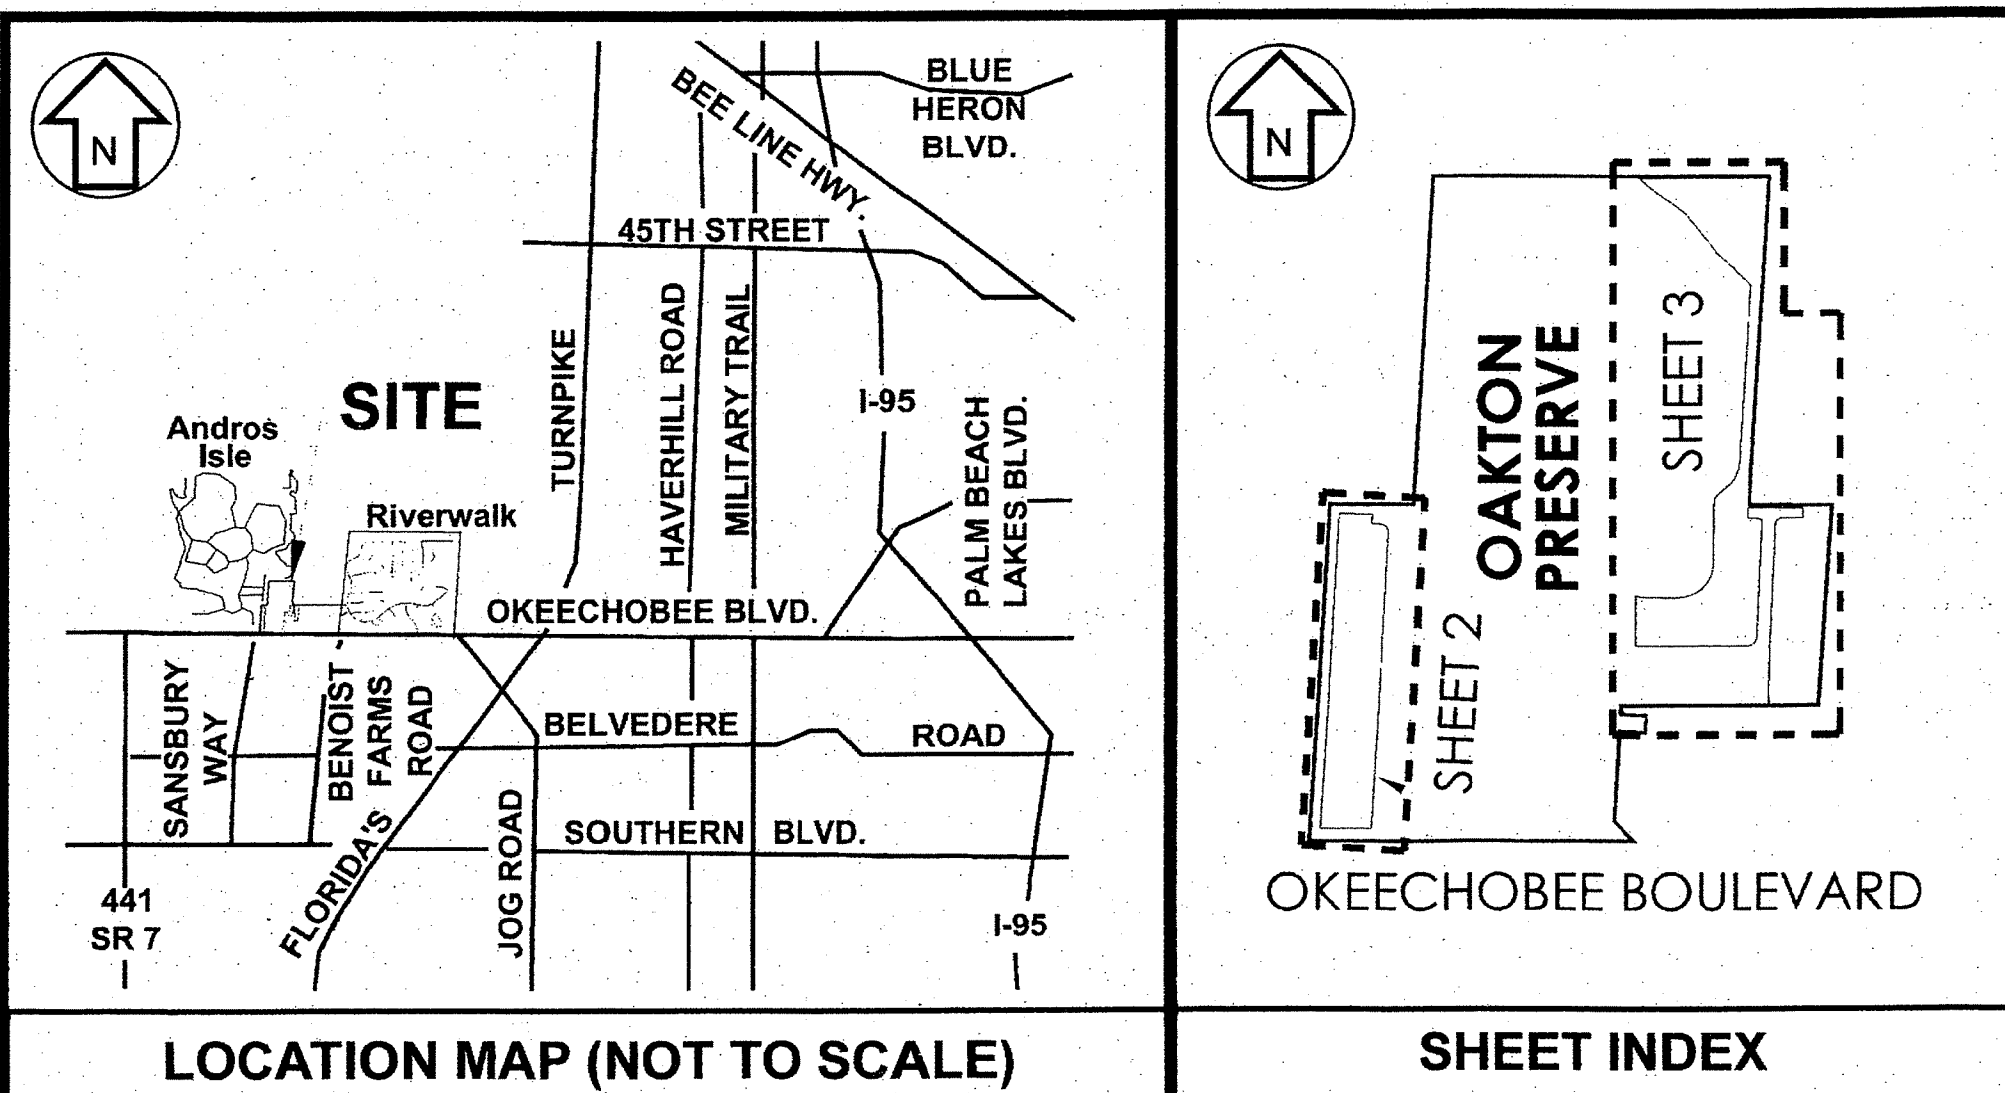 N
BLUE
HERON
BLVD.
BEE LINE HWY.
45TH STREET
TURNPIKE
HAVERHILL ROAD
MILITARY TRAIL
I-95
PALM BEACH
LAKES BLVD.
SITE
Andros
Isle
Riverwalk
OKEECHOBEE BLVD.
SANSBURY
WAY
BENOIST
FARMS
ROAD
BELVEDERE ROAD
FLORIDA'S
JOG ROAD
SOUTHERN BLVD.
441
SR 7
I-95
LOCATION MAP (NOT TO SCALE)
N
OAKTON
PRESERVE
SHEET 3
SHEET 2
OKEECHOBEE BOULEVARD
SHEET INDEX